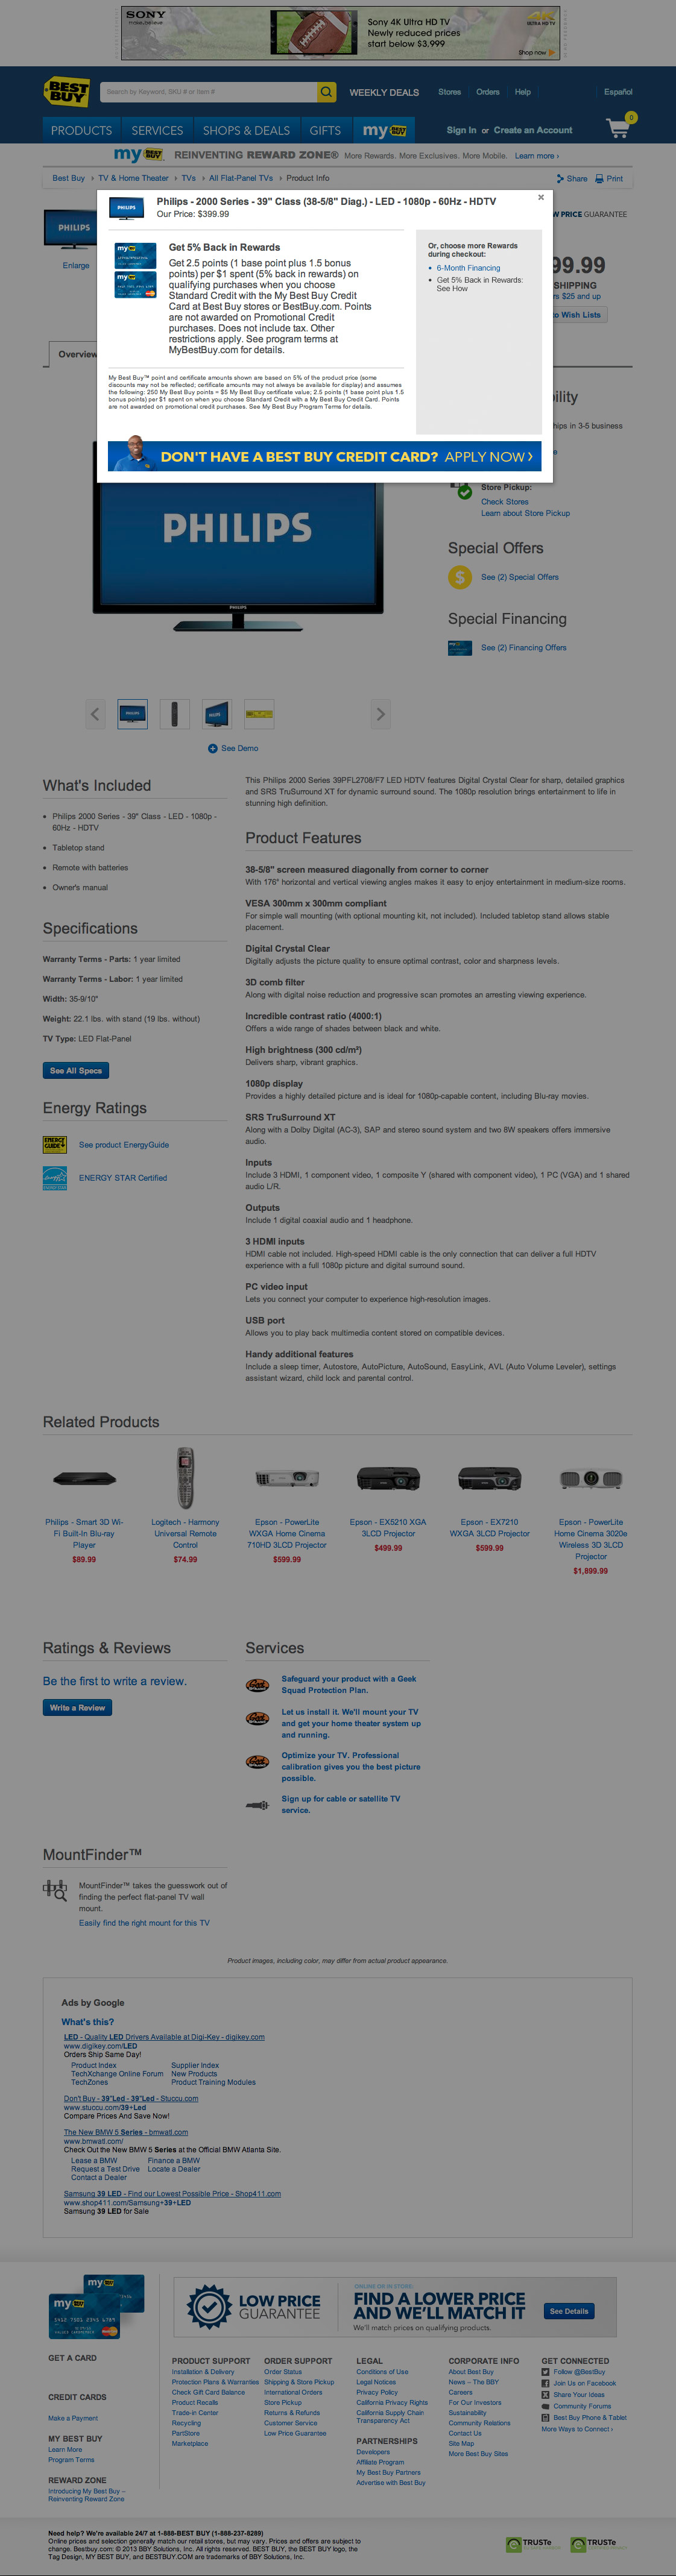 SONY
make.believe
Sony 4K Ultra HD TV
Newly reduced prices
start below $3,999
4K
ULTRA HD TV
Shop now
BEST BUY
Search by Keyword, SKU # or Item #
WEEKLY DEALS
Stores
Orders
Help
Español
PRODUCTS
SERVICES
SHOPS & DEALS
GIFTS
my BEST BUY
Sign In or Create an Account
0
my BEST BUY REINVENTING REWARD ZONE® More Rewards. More Exclusives. More Mobile. Learn more ›
Best Buy › TV & Home Theater › TVs › All Flat-Panel TVs › Product Info
Share
Print
Philips - 2000 Series - 39" Class (38-5/8" Diag.) - LED - 1080p - 60Hz - HDTV
Our Price: $399.99
PHILIPS
Enlarge
W PRICE GUARANTEE
99.99
SHIPPING
rs $25 and up
o Wish Lists
Get 5% Back in Rewards
Get 2.5 points (1 base point plus 1.5 bonus
points) per $1 spent (5% back in rewards) on
qualifying purchases when you choose
Standard Credit with the My Best Buy Credit
Card at Best Buy stores or BestBuy.com. Points
are not awarded on Promotional Credit
purchases. Does not include tax. Other
restrictions apply. See program terms at
MyBestBuy.com for details.
Or, choose more Rewards
during checkout:
• 6-Month Financing
• Get 5% Back in Rewards:
See How
Overview
My Best Buy™ point and certificate amounts shown are based on 5% of the product price (some
discounts may not be reflected; certificate amounts may not always be available for display) and assumes
the following: 250 My Best Buy points = $5 My Best Buy certificate value; 2.5 points (1 base point plus 1.5
bonus points) per $1 spent on when you choose Standard Credit with a My Best Buy Credit Card. Points
are not awarded on promotional credit purchases. See My Best Buy Program Terms for details.
DON'T HAVE A BEST BUY CREDIT CARD? APPLY NOW ›
bility
hips in 3-5 business
e
Store Pickup:
Check Stores
Learn about Store Pickup
PHILIPS
PHILIPS
Special Offers
$
See (2) Special Offers
Special Financing
See (2) Financing Offers
See Demo
What's Included
• Philips 2000 Series - 39" Class - LED - 1080p -
60Hz - HDTV
• Tabletop stand
• Remote with batteries
• Owner's manual
Specifications
Warranty Terms - Parts: 1 year limited
Warranty Terms - Labor: 1 year limited
Width: 35-9/10"
Weight: 22.1 lbs. with stand (19 lbs. without)
TV Type: LED Flat-Panel
See All Specs
Energy Ratings
ENERGY GUIDE
See product EnergyGuide
ENERGY STAR Certified
This Philips 2000 Series 39PFL2708/F7 LED HDTV features Digital Crystal Clear for sharp, detailed graphics
and SRS TruSurround XT for dynamic surround sound. The 1080p resolution brings entertainment to life in
stunning high definition.
Product Features
38-5/8" screen measured diagonally from corner to corner
With 176° horizontal and vertical viewing angles makes it easy to enjoy entertainment in medium-size rooms.
VESA 300mm x 300mm compliant
For simple wall mounting (with optional mounting kit, not included). Included tabletop stand allows stable
placement.
Digital Crystal Clear
Digitally adjusts the picture quality to ensure optimal contrast, color and sharpness levels.
3D comb filter
Along with digital noise reduction and progressive scan promotes an arresting viewing experience.
Incredible contrast ratio (4000:1)
Offers a wide range of shades between black and white.
High brightness (300 cd/m²)
Delivers sharp, vibrant graphics.
1080p display
Provides a highly detailed picture and is ideal for 1080p-capable content, including Blu-ray movies.
SRS TruSurround XT
Along with a Dolby Digital (AC-3), SAP and stereo sound system and two 8W speakers offers immersive
audio.
Inputs
Include 3 HDMI, 1 component video, 1 composite Y (shared with component video), 1 PC (VGA) and 1 shared
audio L/R.
Outputs
Include 1 digital coaxial audio and 1 headphone.
3 HDMI inputs
HDMI cable not included. High-speed HDMI cable is the only connection that can deliver a full HDTV
experience with a full 1080p picture and digital surround sound.
PC video input
Lets you connect your computer to experience high-resolution images.
USB port
Allows you to play back multimedia content stored on compatible devices.
Handy additional features
Include a sleep timer, Autostore, AutoPicture, AutoSound, EasyLink, AVL (Auto Volume Leveler), settings
assistant wizard, child lock and parental control.
Related Products
Philips - Smart 3D Wi-
Fi Built-In Blu-ray
Player
$89.99
Logitech - Harmony
Universal Remote
Control
$74.99
Epson - PowerLite
WXGA Home Cinema
710HD 3LCD Projector
$599.99
Epson - EX5210 XGA
3LCD Projector
$499.99
Epson - EX7210
WXGA 3LCD Projector
$599.99
Epson - PowerLite
Home Cinema 3020e
Wireless 3D 3LCD
Projector
$1,899.99
Ratings & Reviews
Be the first to write a review.
Write a Review
Services
Safeguard your product with a Geek
Squad Protection Plan.
Let us install it. We'll mount your TV
and get your home theater system up
and running.
Optimize your TV. Professional
calibration gives you the best picture
possible.
Sign up for cable or satellite TV
service.
MountFinder™
MountFinder™ takes the guesswork out of
finding the perfect flat-panel TV wall
mount.
Easily find the right mount for this TV
Product images, including color, may differ from actual product appearance.
Ads by Google
What's this?
LED - Quality LED Drivers Available at Digi-Key - digikey.com
www.digikey.com/LED
Orders Ship Same Day!
Product Index Supplier Index
TechXchange Online Forum New Products
TechZones Product Training Modules
Don't Buy - 39"Led - 39"Led - Stuccu.com
www.stuccu.com/39+Led
Compare Prices And Save Now!
The New BMW 5 Series - bmwatl.com
www.bmwatl.com/
Check Out the New BMW 5 Series at the Official BMW Atlanta Site.
Lease a BMW Finance a BMW
Request a Test Drive Locate a Dealer
Contact a Dealer
Samsung 39 LED - Find our Lowest Possible Price - Shop411.com
www.shop411.com/Samsung+39+LED
Samsung 39 LED for Sale
LOW PRICE
GUARANTEE
ONLINE OR IN STORE:
FIND A LOWER PRICE
AND WE'LL MATCH IT
We'll match prices on qualifying products.
See Details
GET A CARD
CREDIT CARDS
Make a Payment
MY BEST BUY
Learn More
Program Terms
REWARD ZONE
Introducing My Best Buy –
Reinventing Reward Zone
PRODUCT SUPPORT
Installation & Delivery
Protection Plans & Warranties
Check Gift Card Balance
Product Recalls
Trade-in Center
Recycling
PartStore
Marketplace
ORDER SUPPORT
Order Status
Shipping & Store Pickup
International Orders
Store Pickup
Returns & Refunds
Customer Service
Low Price Guarantee
LEGAL
Conditions of Use
Legal Notices
Privacy Policy
California Privacy Rights
California Supply Chain
Transparency Act
PARTNERSHIPS
Developers
Affiliate Program
My Best Buy Partners
Advertise with Best Buy
CORPORATE INFO
About Best Buy
News – The BBY
Careers
For Our Investors
Sustainability
Community Relations
Contact Us
Site Map
More Best Buy Sites
GET CONNECTED
Follow @BestBuy
Join Us on Facebook
Share Your Ideas
Community Forums
Best Buy Phone & Tablet
More Ways to Connect ›
Need help? We're available 24/7 at 1-888-BEST BUY (1-888-237-8289)
Online prices and selection generally match our retail stores, but may vary. Prices and offers are subject to
change. Bestbuy.com: © 2013 BBY Solutions, Inc. All rights reserved. BEST BUY, the BEST BUY logo, the
Tag Design, MY BEST BUY, and BESTBUY.COM are trademarks of BBY Solutions, Inc.
TRUSTe
TRUSTe